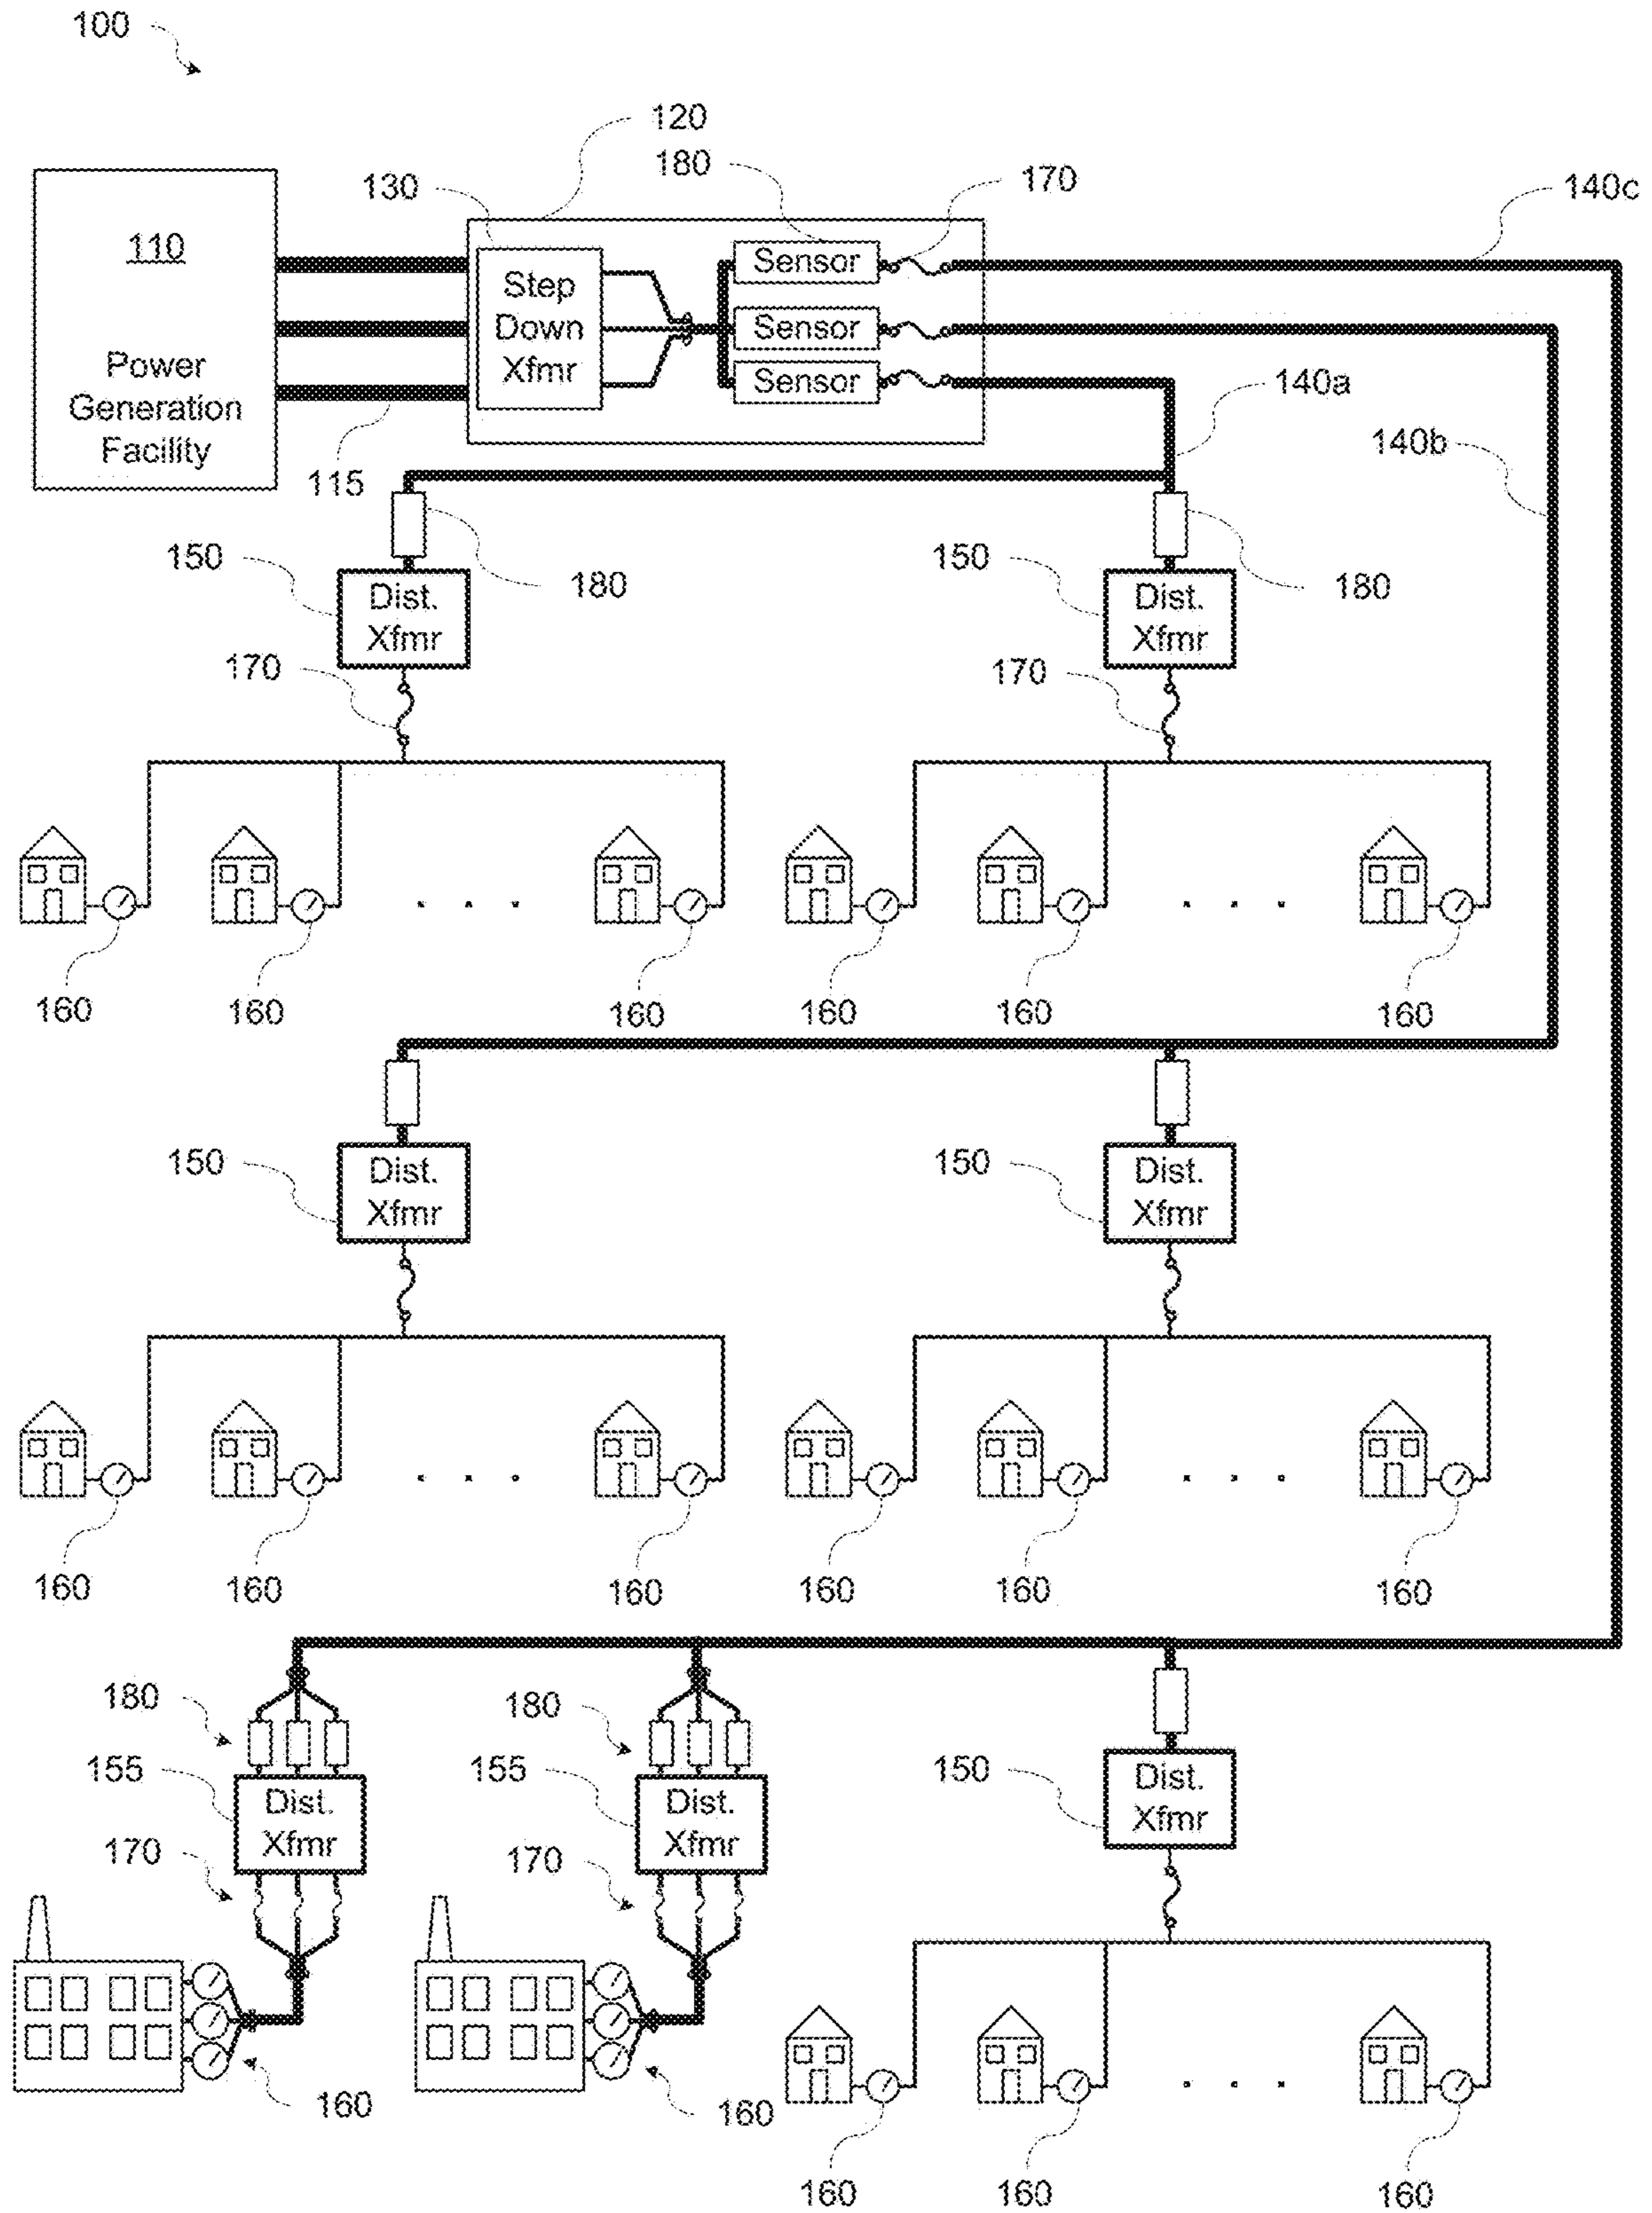 100
120
180
170
130
140c
110
Power
Generation
Facility
Step
Down
Xfmr
Sensor
Sensor
Sensor
140a
140b
115
150
180
150
180
Dist.
Xfmr
Dist.
Xfmr
170
170
160
160
160
160
160
160
150
Dist.
Xfmr
150
Dist.
Xfmr
160
160
160
160
160
160
180
180
155
155
150
Dist.
Xfmr
Dist.
Xfmr
Dist.
Xfmr
170
170
160
160
160
160
160